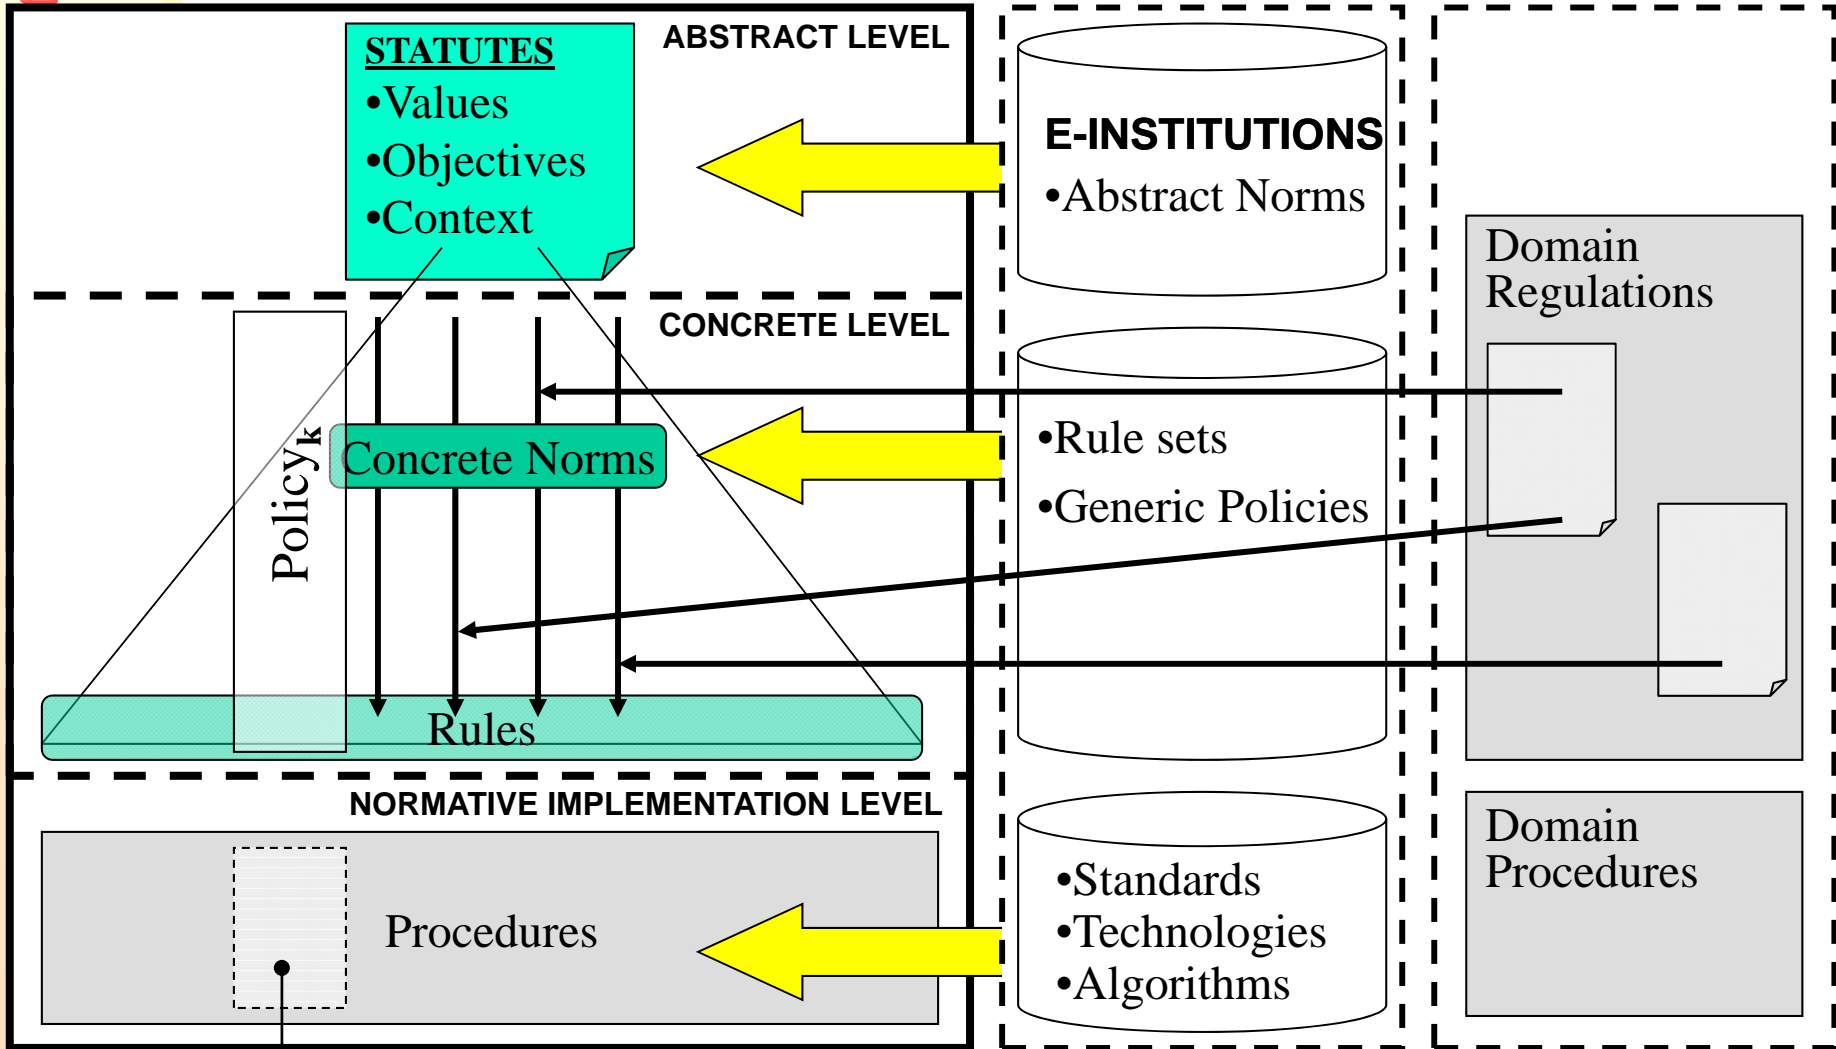 STATUTES
•Values
•Objectives
•Context
ABSTRACT LEVEL
CONCRETE LEVEL
Policyk
Concrete Norms
Rules
NORMATIVE IMPLEMENTATION LEVEL
Procedures
E-INSTITUTIONS
•Abstract Norms
•Rule sets
•Generic Policies
•Standards
•Technologies
•Algorithms
Domain
Regulations
Domain
Procedures